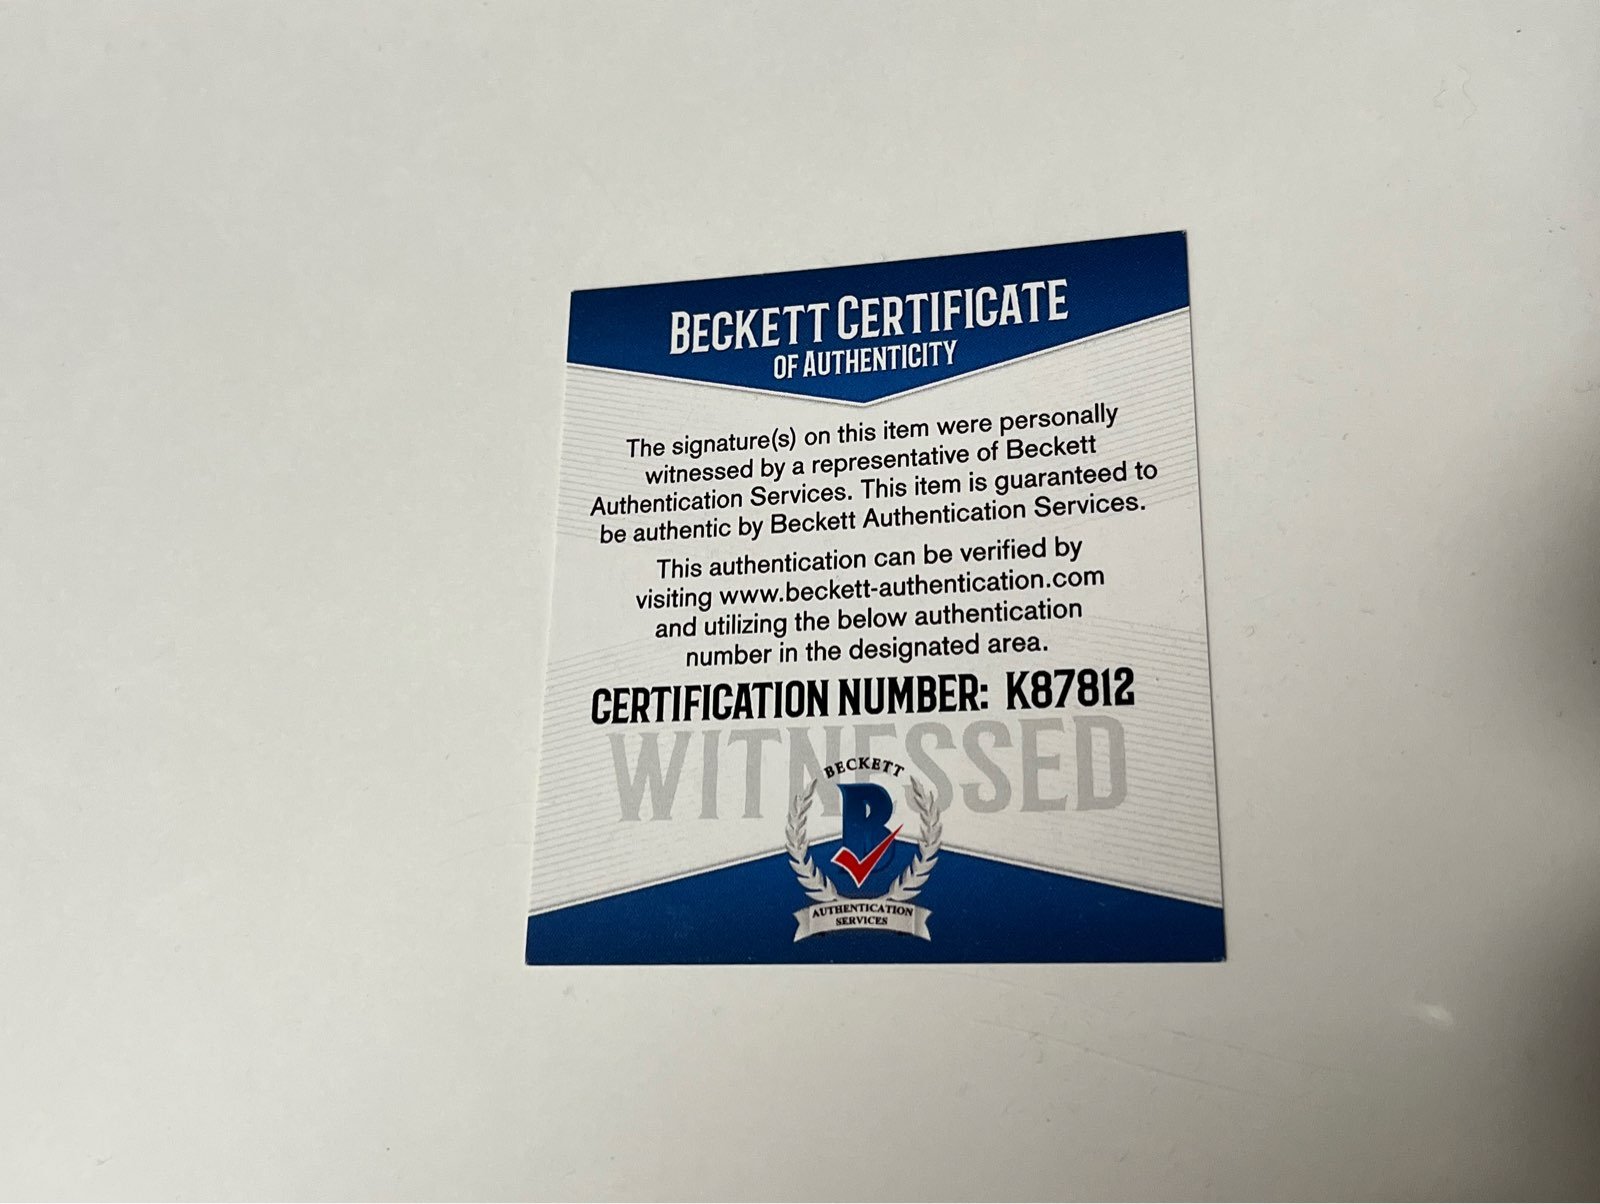 BECKETT CERTIFICATE
OF AUTHENTICITY
The signature(s) on this item were personally
witnessed by a representative of Beckett
Authentication Services. This item is guaranteed to
be authentic by Beckett Authentication Services.
This authentication can be verified by
visiting www.beckett-authentication.com
and utilizing the below authentication
number in the designated area.
CERTIFICATION NUMBER: K87812
WITNESSED
BECKETT
B
AUTHENTICATION
SERVICES